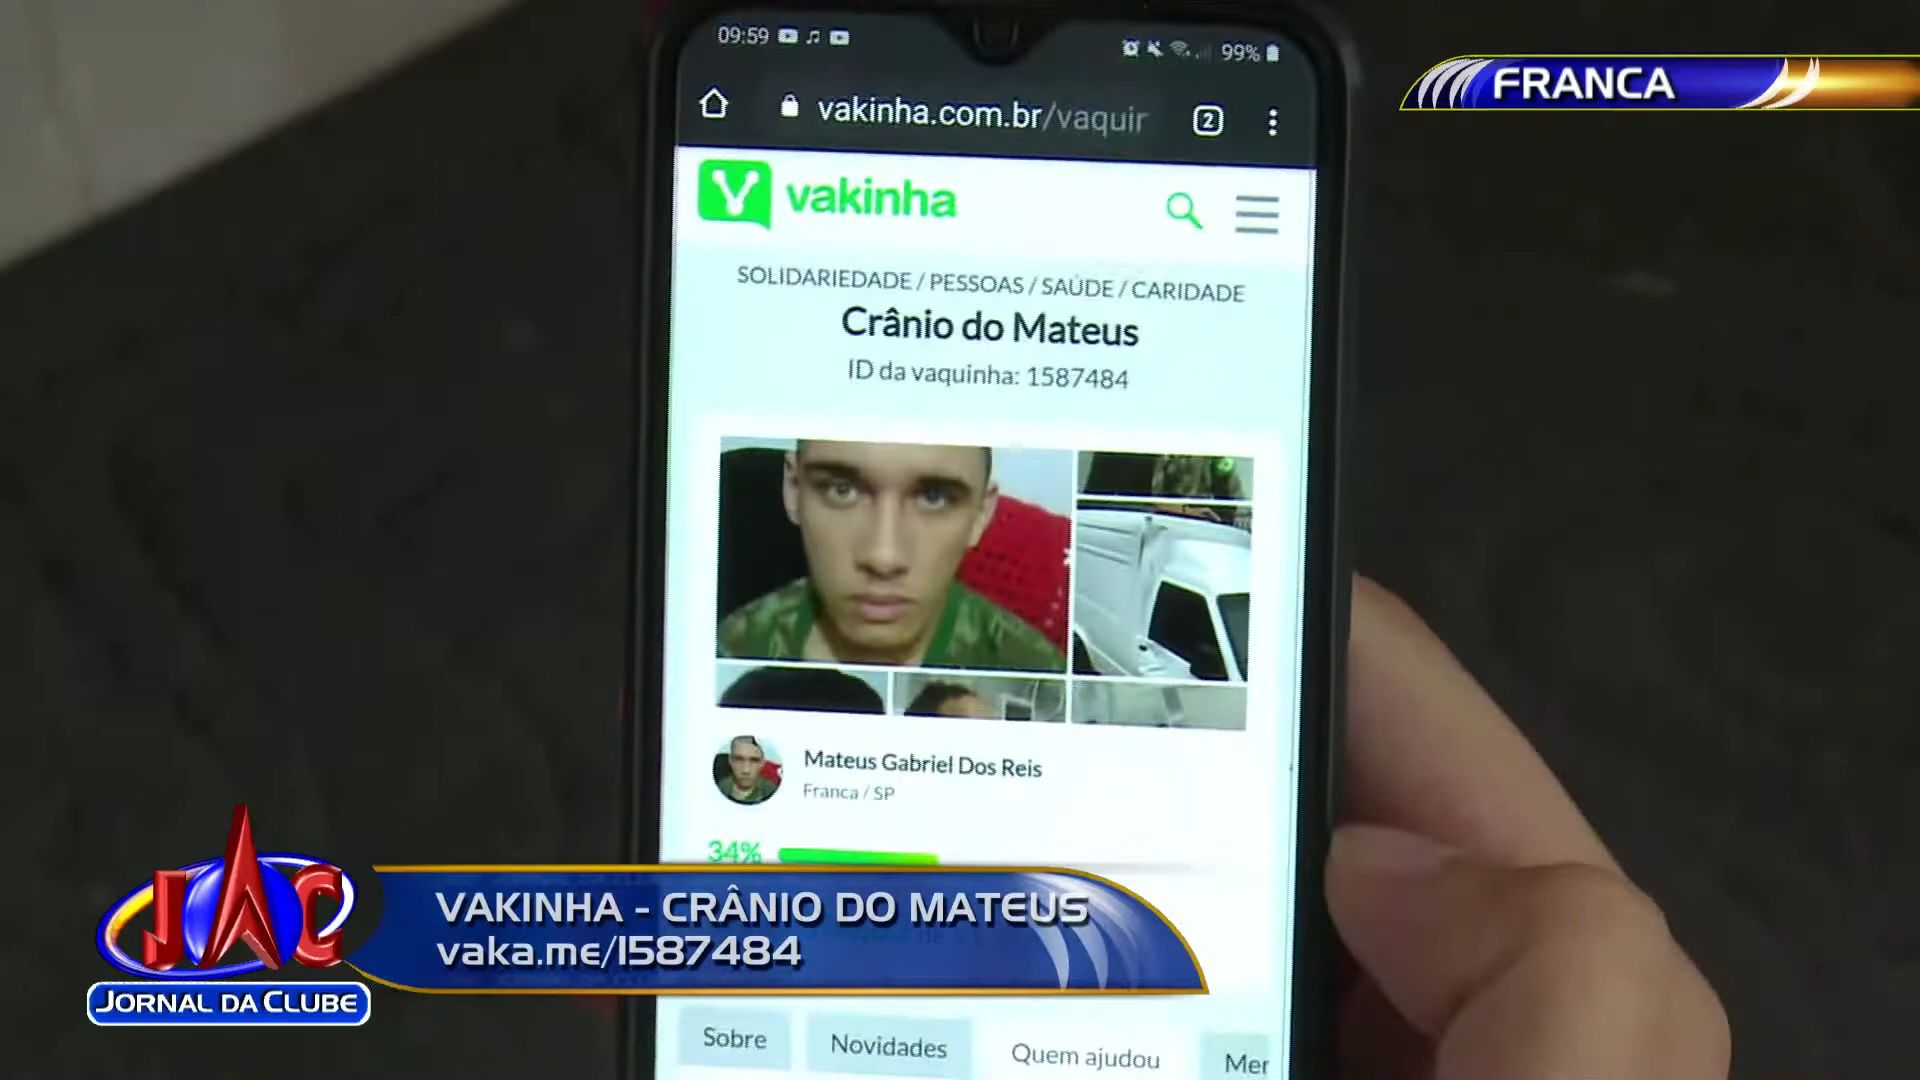 09:59
99%
FRANCA
vakinha.com.br/vaquir
2
vakinha
SOLIDARIEDADE / PESSOAS / SAÚDE / CARIDADE
Crânio do Mateus
ID da vaquinha: 1587484
Mateus Gabriel Dos Reis
Franca / SP
34%
JAC
JORNAL DA CLUBE
VAKINHA - CRÂNIO DO MATEUS
vaka.me/1587484
Sobre
Novidades
Quem ajudou
Mer